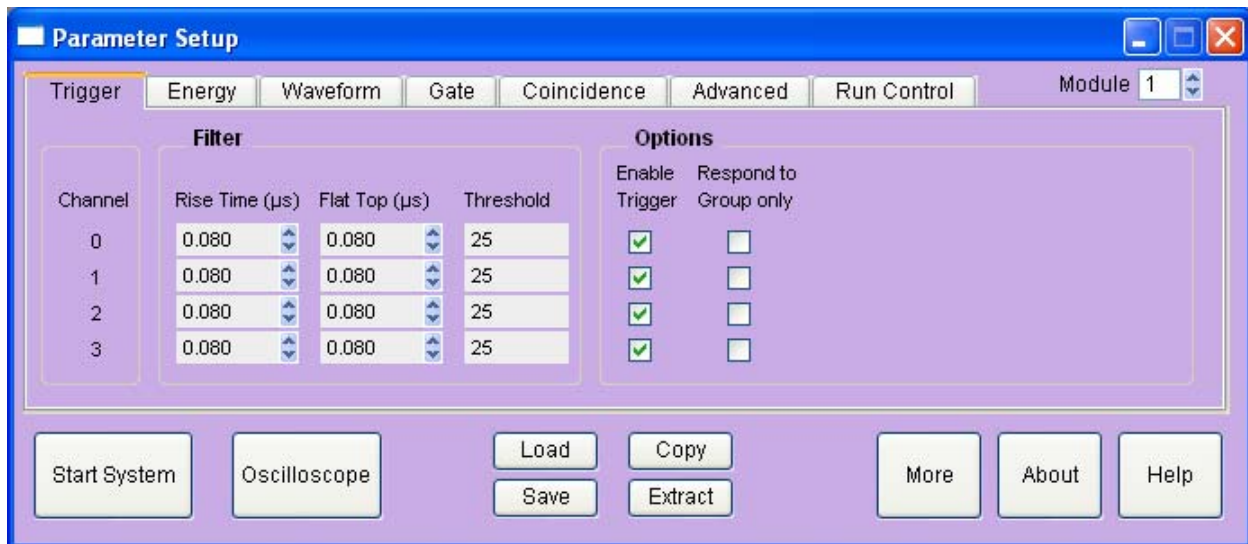 Parameter Setup
Trigger Energy Waveform Gate Coincidence Advanced Run Control Module 1
Filter Options
Enable Respond to
Channel Rise Time (µs) Flat Top (µs) Threshold Trigger Group only
0 0.080 0.080 25
1 0.080 0.080 25
2 0.080 0.080 25
3 0.080 0.080 25
Load Copy
Start System Oscilloscope More About Help
Save Extract